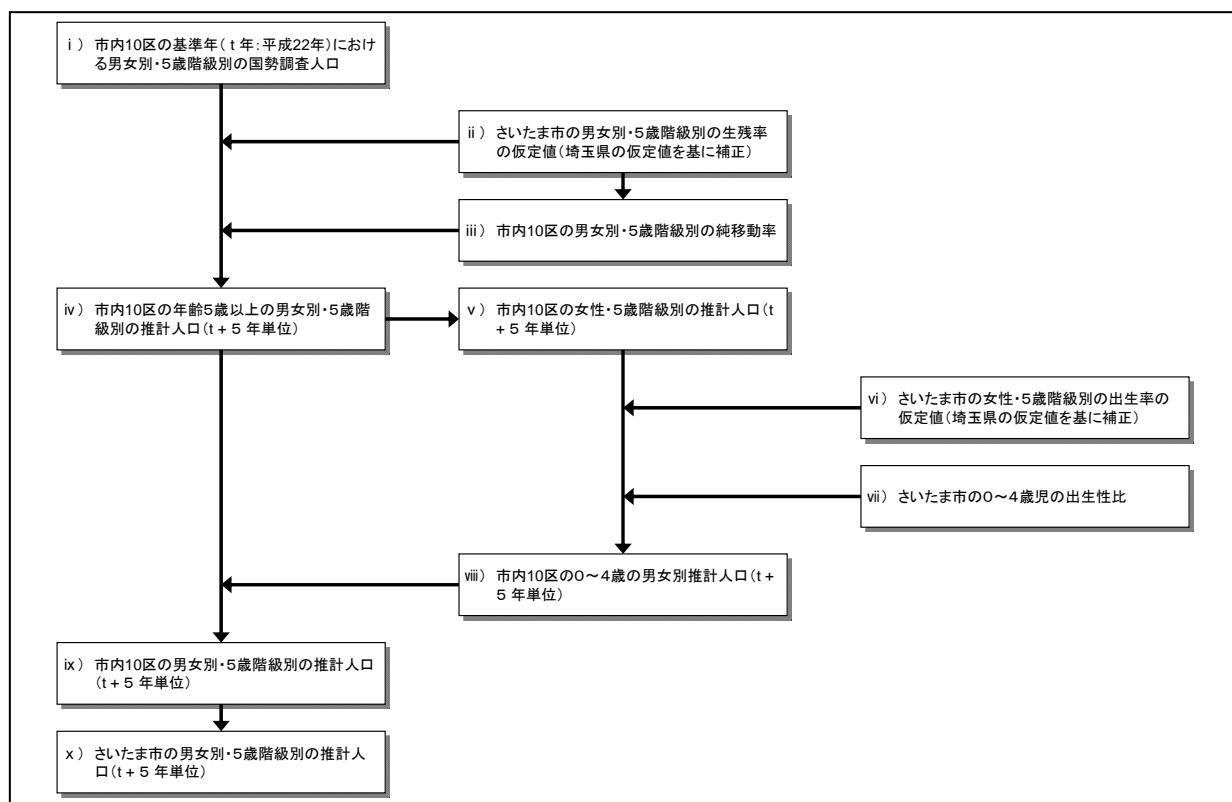 ⅰ） 市内10区の基準年（ｔ年：平成22年）におけ
る男女別・5歳階級別の国勢調査人口
ⅱ） さいたま市の男女別・5歳階級別の生残率
の仮定値（埼玉県の仮定値を基に補正）
ⅲ） 市内10区の男女別・5歳階級別の純移動率
ⅳ） 市内10区の年齢5歳以上の男女別・5歳階
級別の推計人口（t + 5 年単位）
ⅴ） 市内10区の女性・5歳階級別の推計人口（t
+ 5 年単位）
ⅵ） さいたま市の女性・5歳階級別の出生率の
仮定値（埼玉県の仮定値を基に補正）
ⅶ） さいたま市の０～４歳児の出生性比
ⅷ） 市内10区の０～４歳の男女別推計人口（t +
5 年単位）
ⅸ） 市内10区の男女別・5歳階級別の推計人口
（t + 5 年単位）
ⅹ） さいたま市の男女別・5歳階級別の推計人
口（t + 5 年単位）